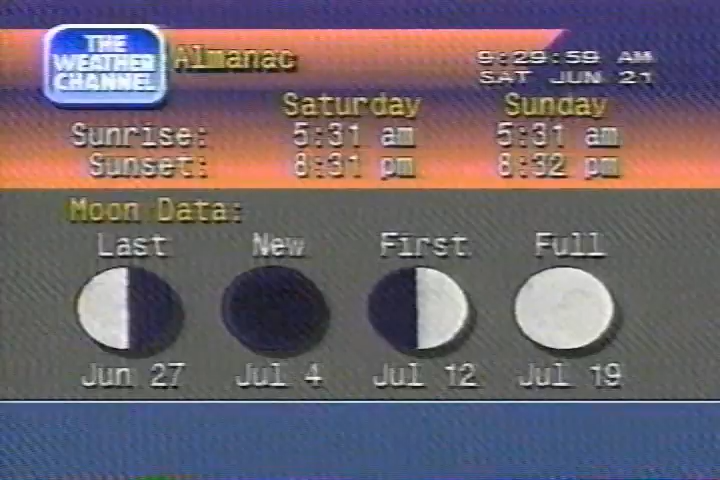 THE
WEATHER
CHANNEL
Almanac
9:29:59 AM
SAT JUN 21
Saturday Sunday
Sunrise: 5:31 am 5:31 am
Sunset: 8:31 pm 8:32 pm
Moon Data:
Last New First Full
Jun 27 Jul 4 Jul 12 Jul 19